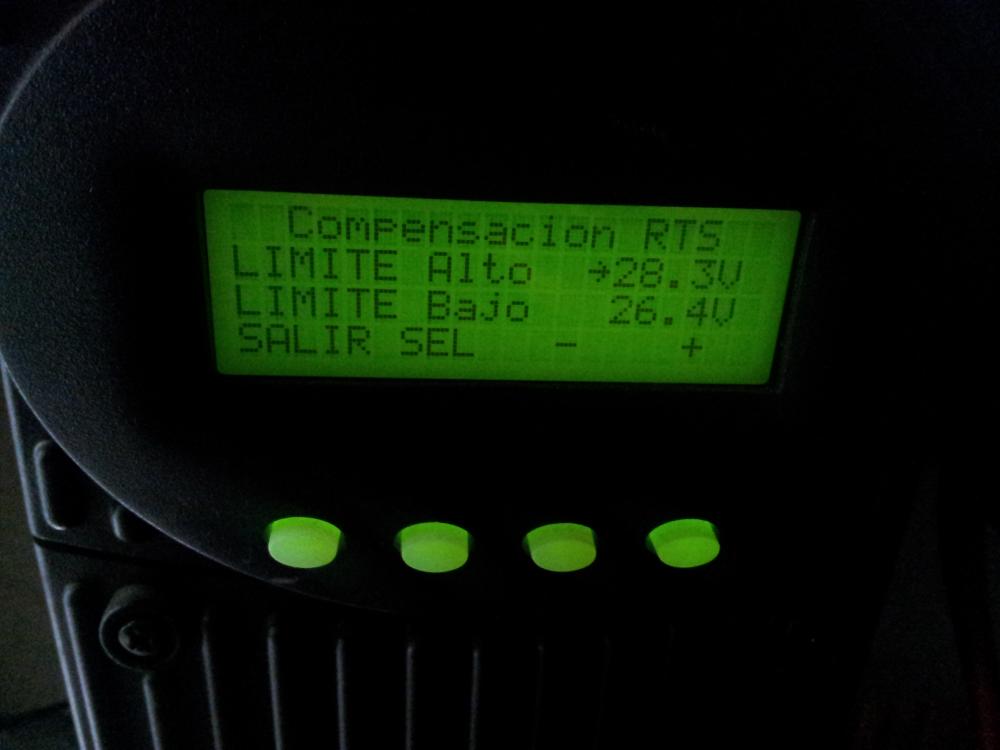 Compensacion RTS
LIMITE Alto →28.3V
LIMITE Bajo 26.4V
SALIR SEL - +